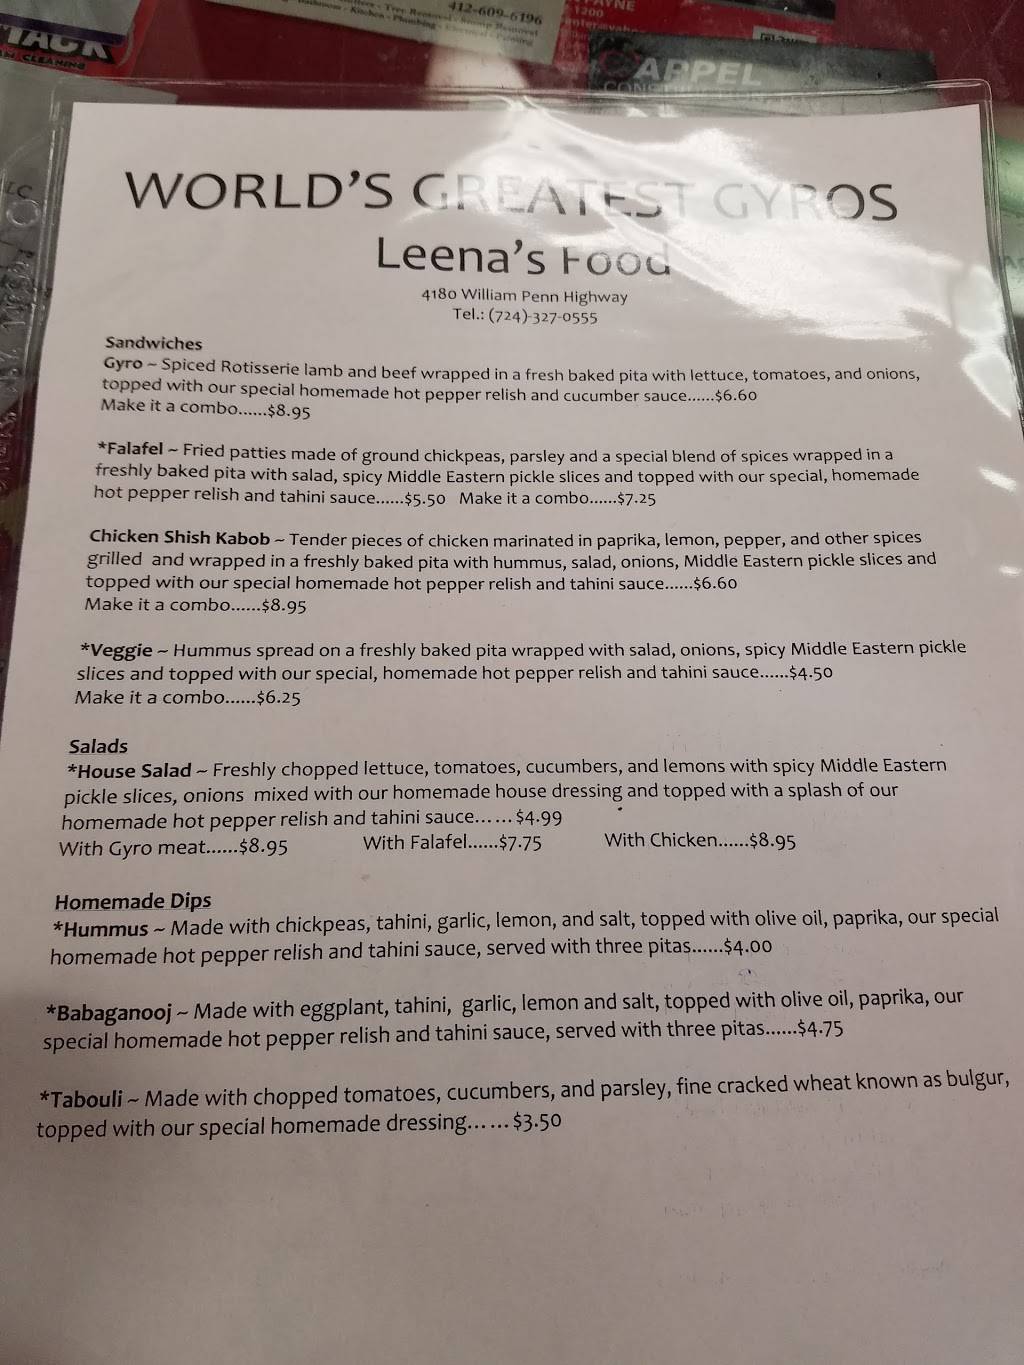 412-609-6196
TACK
CLEANING
APPEL
WORLD'S GREATEST GYROS
Leena's Food
4180 William Penn Highway
Tel.: (724)-327-0555
Sandwiches
Gyro ~ Spiced Rotisserie lamb and beef wrapped in a fresh baked pita with lettuce, tomatoes, and onions,
topped with our special homemade hot pepper relish and cucumber sauce......$6.60
Make it a combo......$8.95
*Falafel ~ Fried patties made of ground chickpeas, parsley and a special blend of spices wrapped in a
freshly baked pita with salad, spicy Middle Eastern pickle slices and topped with our special, homemade
hot pepper relish and tahini sauce......$5.50 Make it a combo......$7.25
Chicken Shish Kabob ~ Tender pieces of chicken marinated in paprika, lemon, pepper, and other spices
grilled and wrapped in a freshly baked pita with hummus, salad, onions, Middle Eastern pickle slices and
topped with our special homemade hot pepper relish and tahini sauce......$6.60
Make it a combo......$8.95
*Veggie ~ Hummus spread on a freshly baked pita wrapped with salad, onions, spicy Middle Eastern pickle
slices and topped with our special, homemade hot pepper relish and tahini sauce......$4.50
Make it a combo......$6.25
Salads
*House Salad ~ Freshly chopped lettuce, tomatoes, cucumbers, and lemons with spicy Middle Eastern
pickle slices, onions mixed with our homemade house dressing and topped with a splash of our
homemade hot pepper relish and tahini sauce... ... $4.99
With Gyro meat......$8.95 With Falafel......$7.75 With Chicken......$8.95
Homemade Dips
*Hummus ~ Made with chickpeas, tahini, garlic, lemon, and salt, topped with olive oil, paprika, our special
homemade hot pepper relish and tahini sauce, served with three pitas......$4.00
*Babaganooj ~ Made with eggplant, tahini, garlic, lemon and salt, topped with olive oil, paprika, our
special homemade hot pepper relish and tahini sauce, served with three pitas......$4.75
*Tabouli ~ Made with chopped tomatoes, cucumbers, and parsley, fine cracked wheat known as bulgur,
topped with our special homemade dressing... ... $3.50